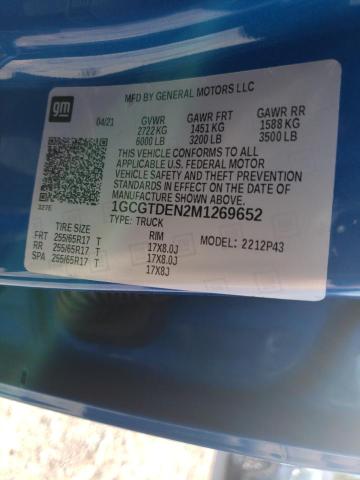 gm
MFD BY GENERAL MOTORS LLC
04/21 GVWR GAWR FRT GAWR RR
2722 KG 1451 KG 1588 KG
6000 LB 3200 LB 3500 LB
THIS VEHICLE CONFORMS TO ALL
APPLICABLE U.S. FEDERAL MOTOR
VEHICLE SAFETY AND THEFT PREVENTION
STANDARDS IN EFFECT ON THE DATE OF
MANUFACTURE SHOWN ABOVE.
327E 1GCGTDEN2M1269652
TYPE: TRUCK
TIRE SIZE RIM MODEL: 2212P43
FRT 255/65R17 T 17X8.0J
RR 255/65R17 T 17X8.0J
SPA 255/65R17 T 17X8J